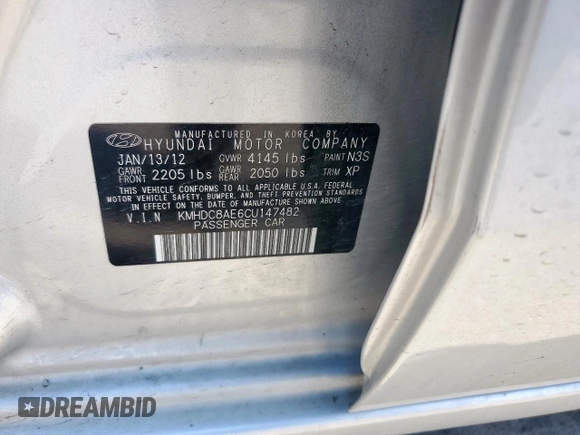 MANUFACTURED IN KOREA BY
HYUNDAI MOTOR COMPANY
JAN/13/12 GVWR 4145 lbs PAINT N3S
GAWR FRONT 2205 lbs GAWR REAR 2050 lbs TRIM XP
THIS VEHICLE CONFORMS TO ALL APPLICABLE U.S.A. FEDERAL
MOTOR VEHICLE SAFETY, BUMPER, AND THEFT PREVENTION STANDARDS
IN EFFECT ON THE DATE OF MANUFACTURE SHOWN ABOVE.
V.I.N KMHDC8AE6CU147482
PASSENGER CAR
DREAMBID